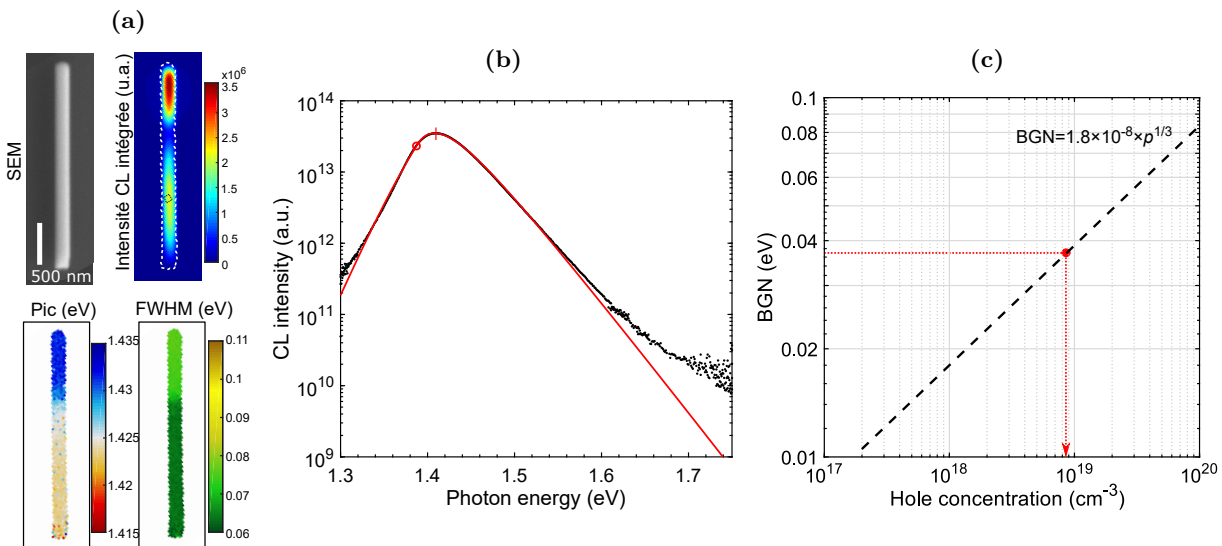 (a)
SEM
500 nm
Intensité CL intégrée (u.a.)
×10⁶
3.5
3
2.5
2
1.5
1
0.5
0
Pic (eV)
1.435
1.43
1.425
1.42
1.415
FWHM (eV)
0.11
0.1
0.09
0.08
0.07
0.06
(b)
CL intensity (a.u.)
10¹⁴
10¹³
10¹²
10¹¹
10¹⁰
10⁹
1.3 1.4 1.5 1.6 1.7
Photon energy (eV)
(c)
BGN (eV)
0.1
0.08
0.06
0.04
0.02
0.01
BGN=1.8×10⁻⁸×p¹ᐟ³
10¹⁷ 10¹⁸ 10¹⁹ 10²⁰
Hole concentration (cm⁻³)